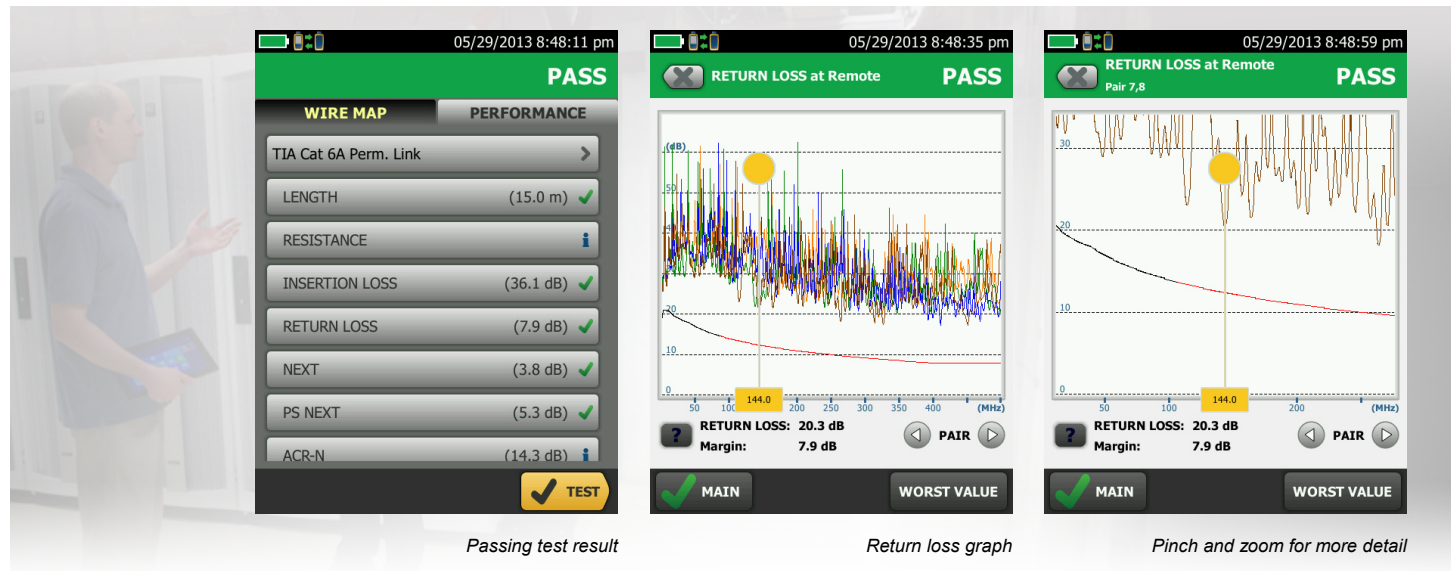 05/29/2013 8:48:11 pm
PASS
WIRE MAP
PERFORMANCE
TIA Cat 6A Perm. Link
LENGTH (15.0 m)
RESISTANCE i
INSERTION LOSS (36.1 dB)
RETURN LOSS (7.9 dB)
NEXT (3.8 dB)
PS NEXT (5.3 dB)
ACR-N (14.3 dB) i
TEST
Passing test result
05/29/2013 8:48:35 pm
RETURN LOSS at Remote
PASS
(dB)
50
20
10
0
144.0
50 200 250 300 350 400 (MHz)
? RETURN LOSS: 20.3 dB
Margin: 7.9 dB
PAIR
MAIN
WORST VALUE
Return loss graph
05/29/2013 8:48:59 pm
RETURN LOSS at Remote
Pair 7,8
PASS
30
20
10
0
144.0
50 100 200 (MHz)
? RETURN LOSS: 20.3 dB
Margin: 7.9 dB
PAIR
MAIN
WORST VALUE
Pinch and zoom for more detail